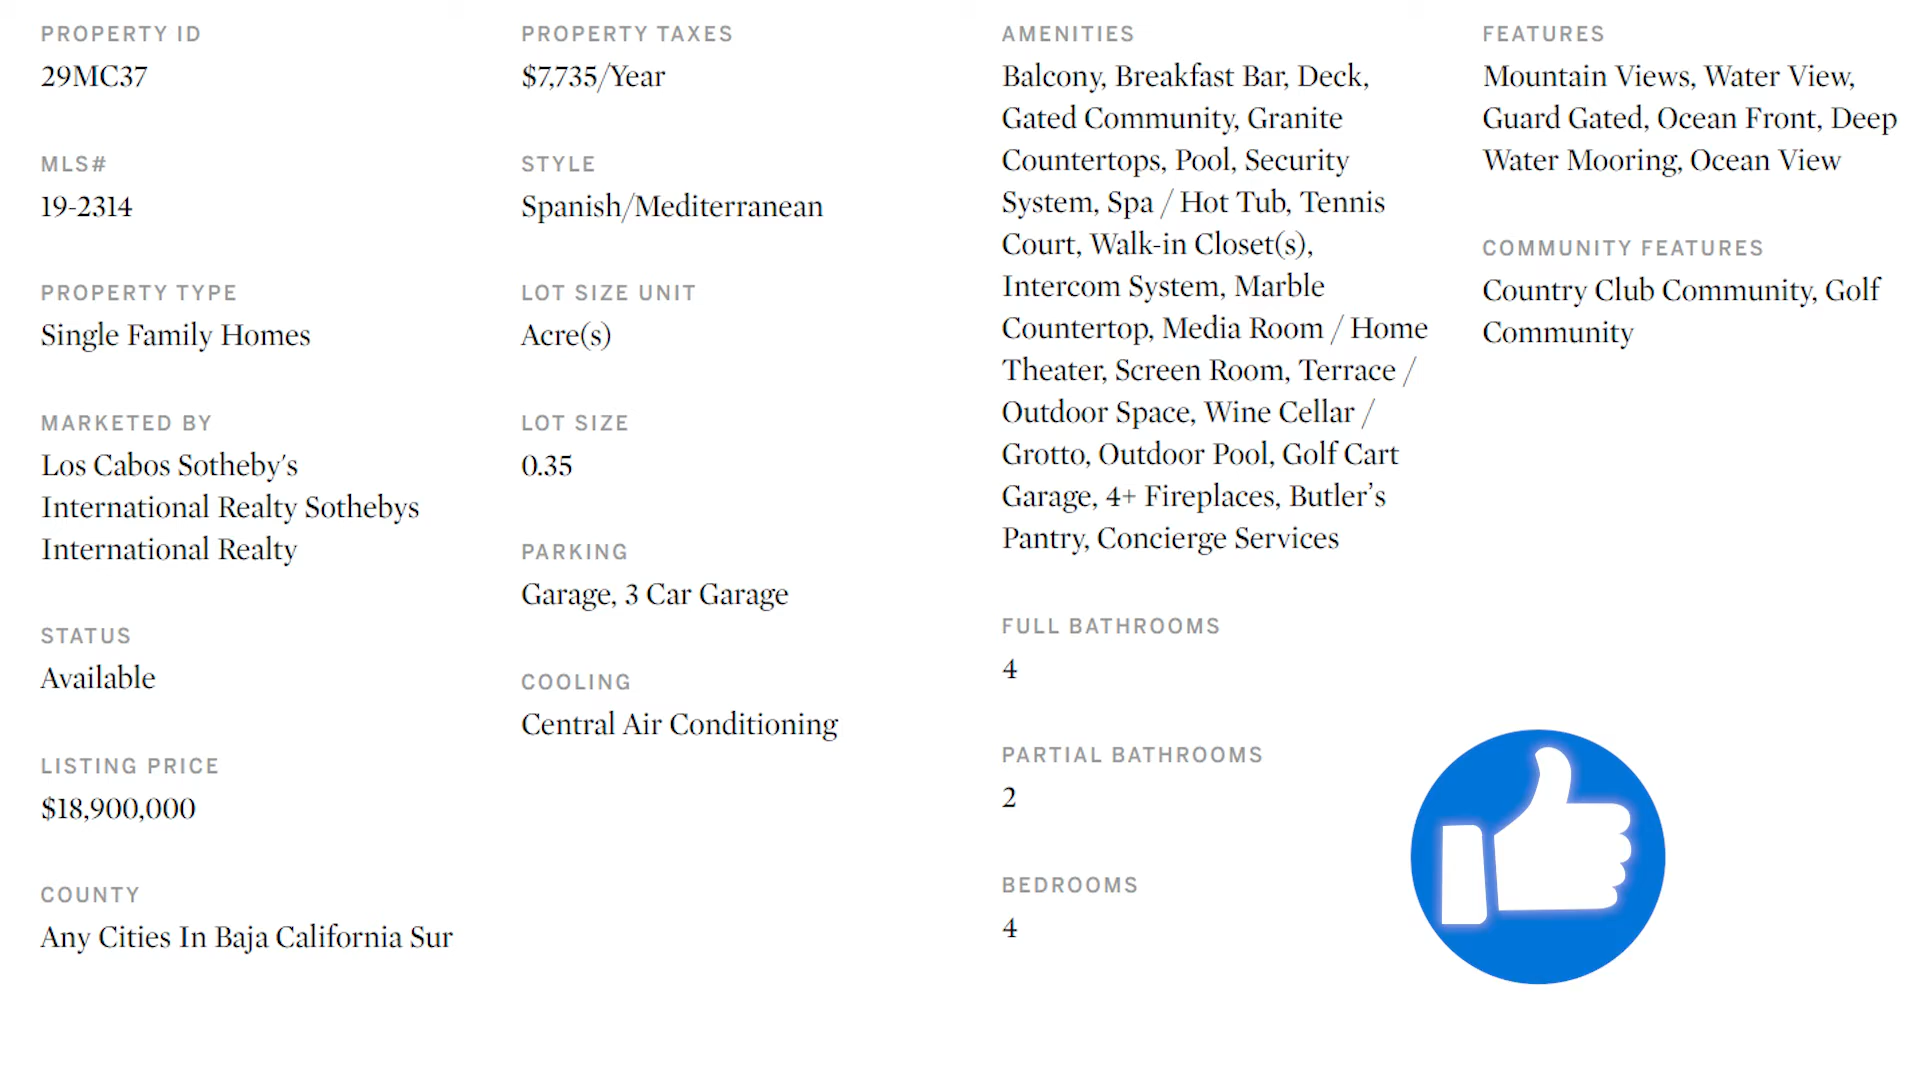 PROPERTY ID
29MC37
MLS#
19-2314
PROPERTY TYPE
Single Family Homes
MARKETED BY
Los Cabos Sotheby's
International Realty Sothebys
International Realty
STATUS
Available
LISTING PRICE
$18,900,000
COUNTY
Any Cities In Baja California Sur
PROPERTY TAXES
$7,735/Year
STYLE
Spanish/Mediterranean
LOT SIZE UNIT
Acre(s)
LOT SIZE
0.35
PARKING
Garage, 3 Car Garage
COOLING
Central Air Conditioning
AMENITIES
Balcony, Breakfast Bar, Deck,
Gated Community, Granite
Countertops, Pool, Security
System, Spa / Hot Tub, Tennis
Court, Walk-in Closet(s),
Intercom System, Marble
Countertop, Media Room / Home
Theater, Screen Room, Terrace /
Outdoor Space, Wine Cellar /
Grotto, Outdoor Pool, Golf Cart
Garage, 4+ Fireplaces, Butler’s
Pantry, Concierge Services
FULL BATHROOMS
4
PARTIAL BATHROOMS
2
BEDROOMS
4
FEATURES
Mountain Views, Water View,
Guard Gated, Ocean Front, Deep
Water Mooring, Ocean View
COMMUNITY FEATURES
Country Club Community, Golf
Community